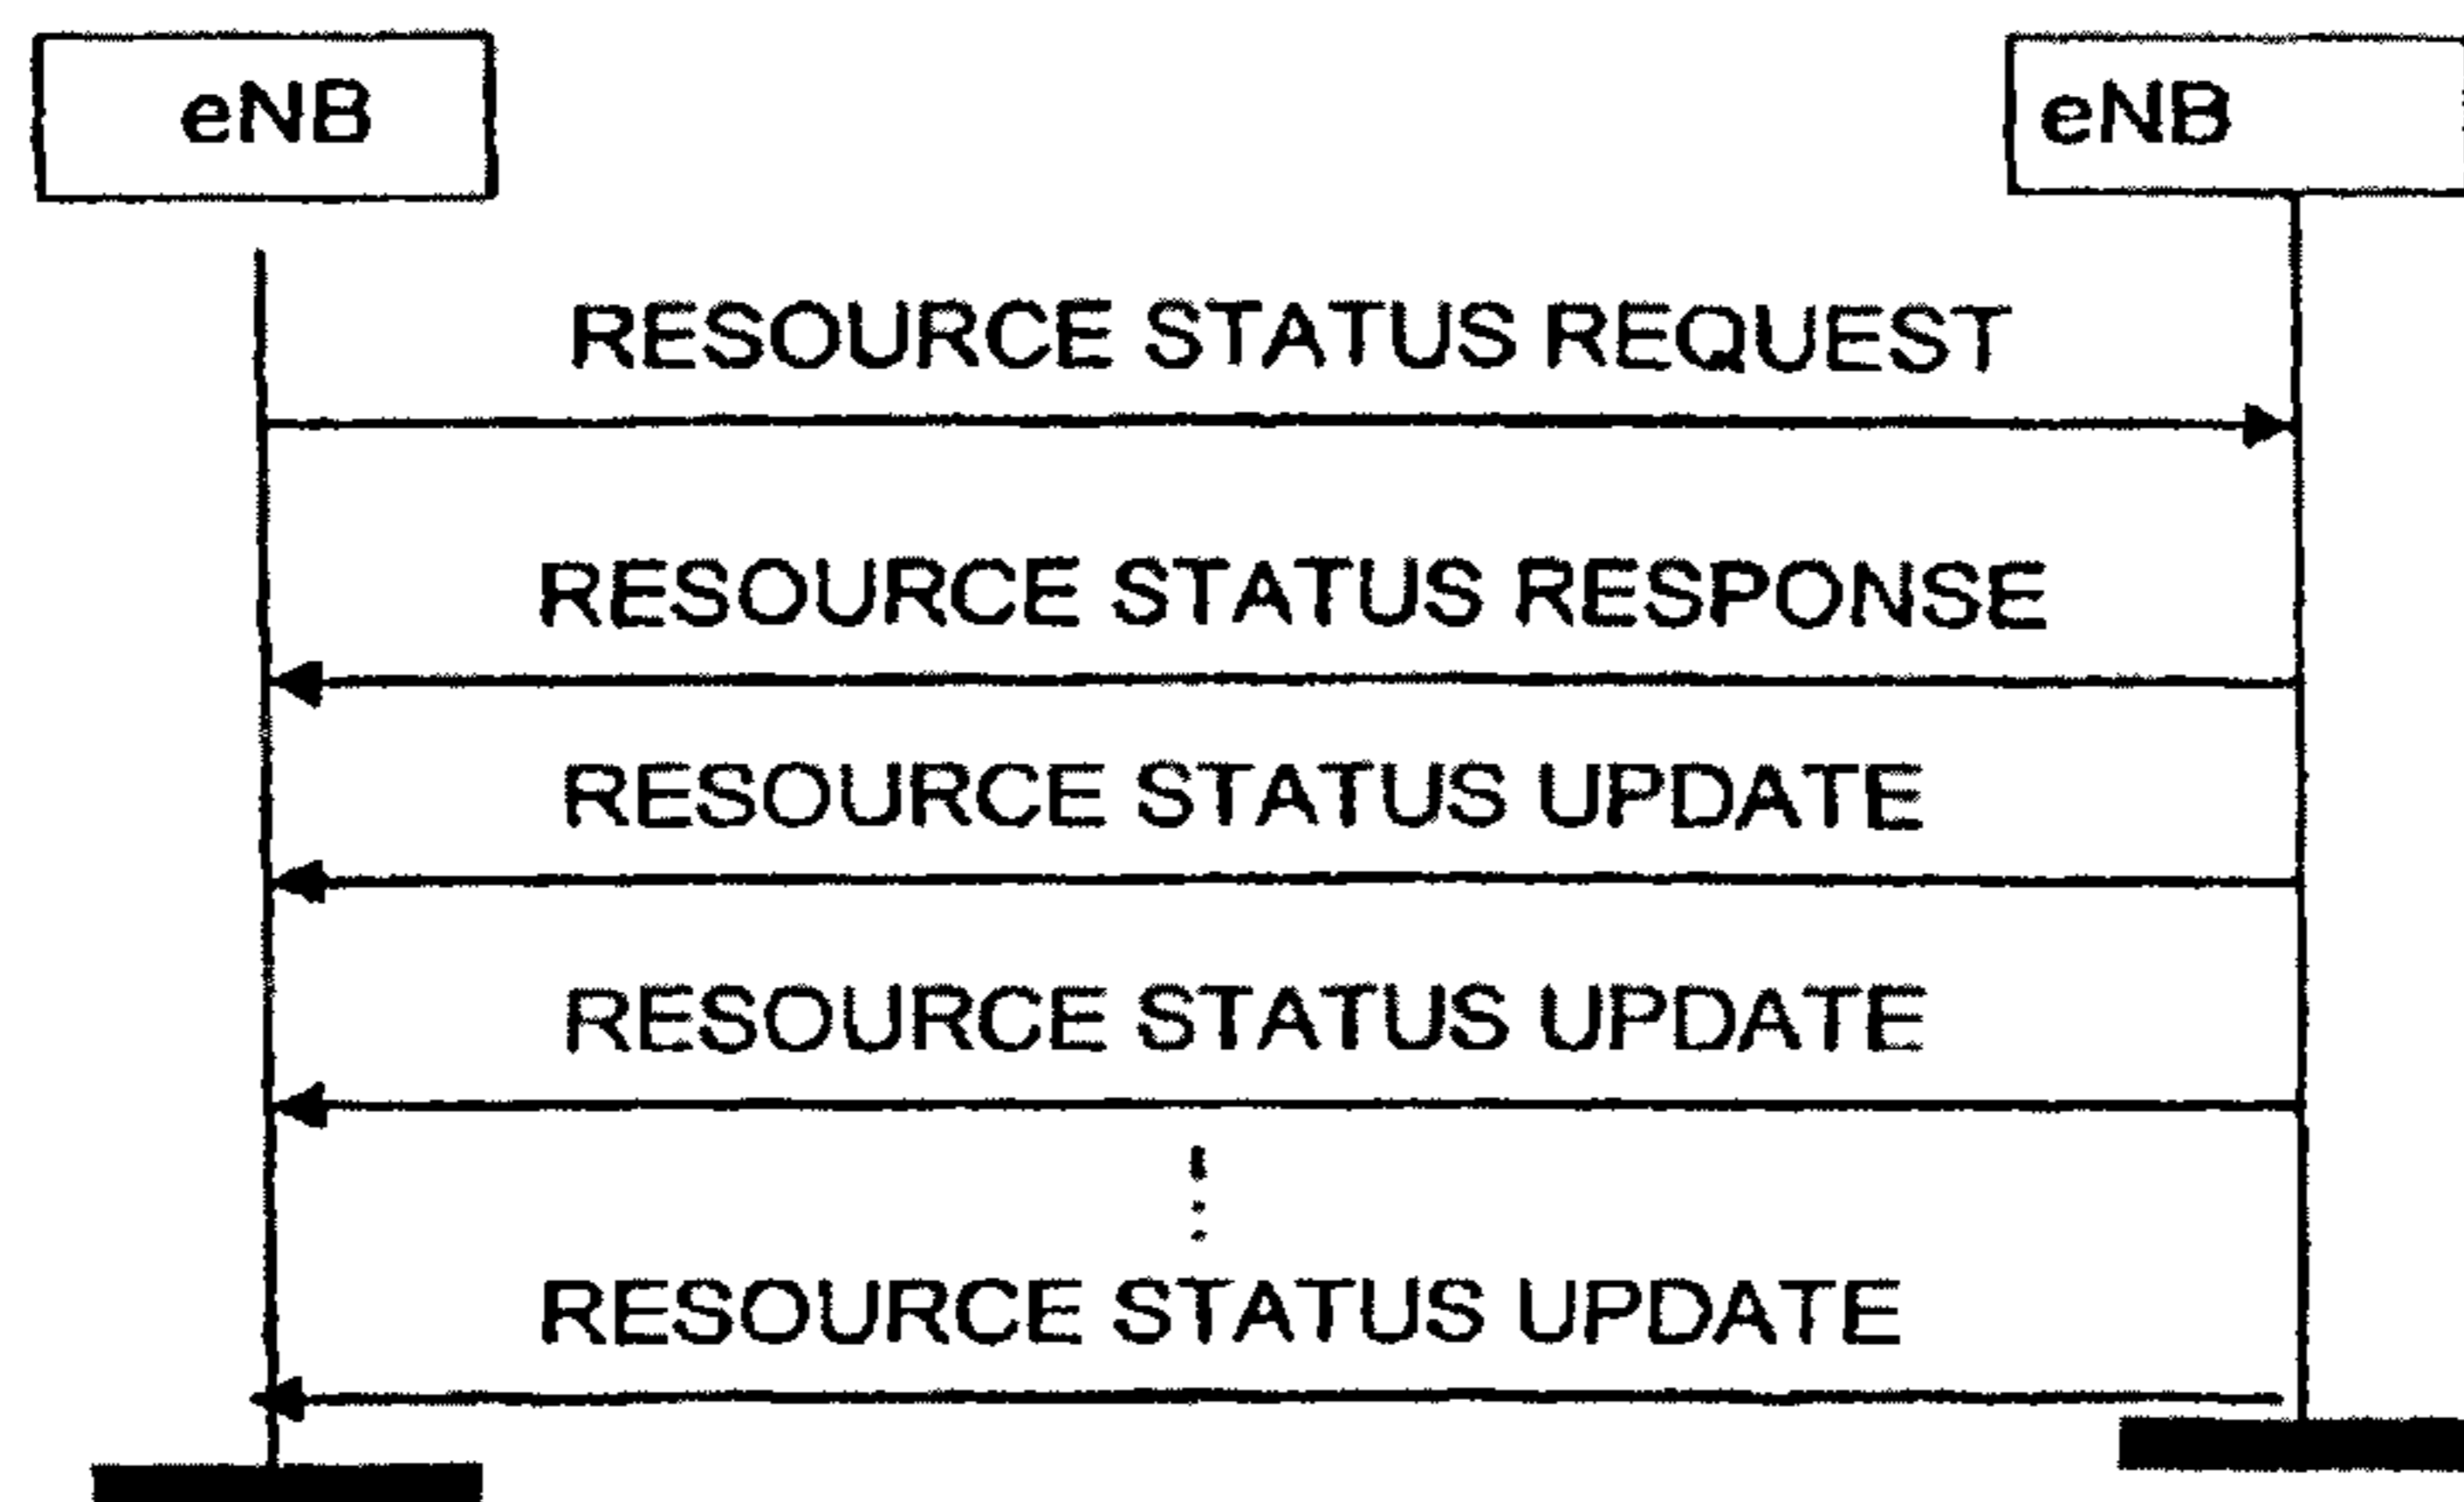 eNB
eNB
RESOURCE STATUS REQUEST
RESOURCE STATUS RESPONSE
RESOURCE STATUS UPDATE
RESOURCE STATUS UPDATE
RESOURCE STATUS UPDATE